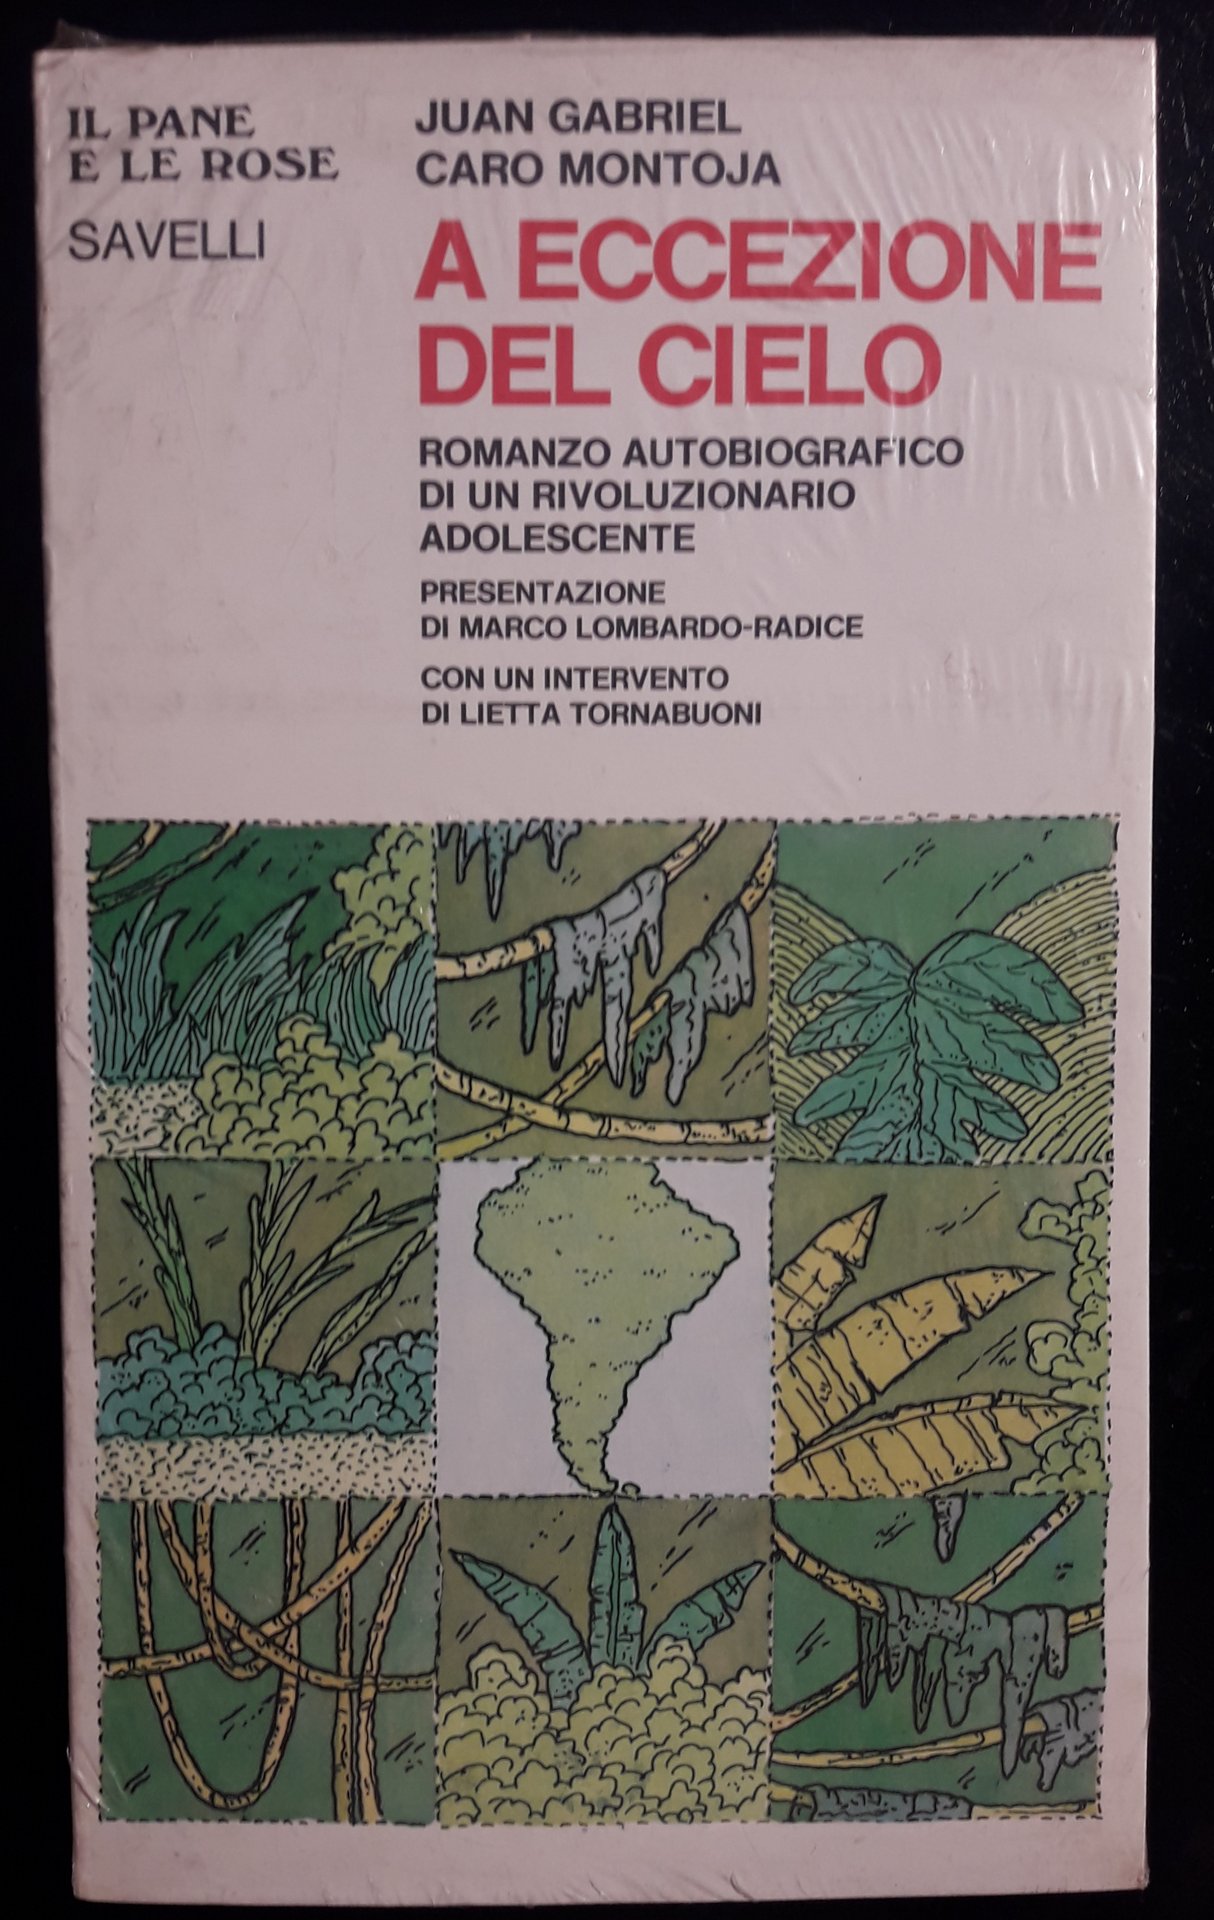 IL PANE
E LE ROSE
SAVELLI
JUAN GABRIEL
CARO MONTOJA
A ECCEZIONE
DEL CIELO
ROMANZO AUTOBIOGRAFICO
DI UN RIVOLUZIONARIO
ADOLESCENTE
PRESENTAZIONE
DI MARCO LOMBARDO-RADICE
CON UN INTERVENTO
DI LIETTA TORNABUONI